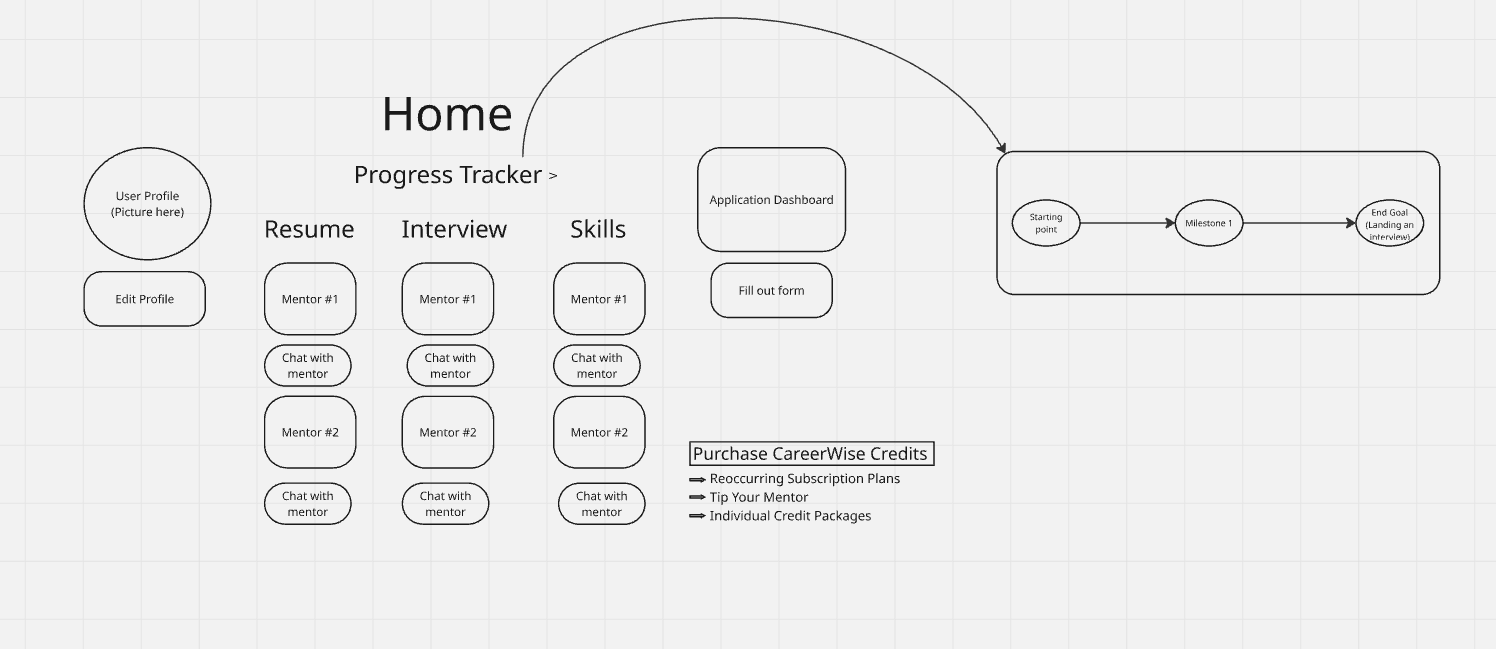 Home
Progress Tracker >
User Profile
(Picture here)
Edit Profile
Resume
Mentor #1
Chat with
mentor
Mentor #2
Chat with
mentor
Interview
Mentor #1
Chat with
mentor
Mentor #2
Chat with
mentor
Skills
Mentor #1
Chat with
mentor
Mentor #2
Chat with
mentor
Application Dashboard
Fill out form
Purchase CareerWise Credits
Reoccurring Subscription Plans
Tip Your Mentor
Individual Credit Packages
Starting
point
Milestone 1
End Goal
(Landing an
interview)